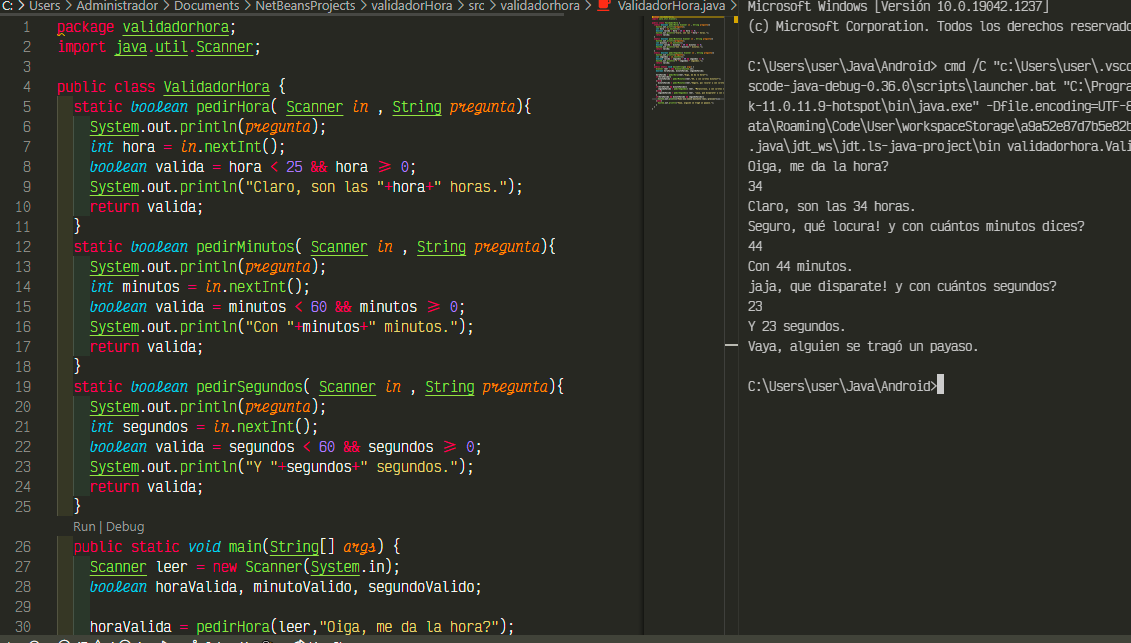 C: > Users > Administrador > Documents > NetBeansProjects > validadorHora > src > validadorhora > ValidadorHora.java >
1 package validadorhora;
2 import java.util.Scanner;
3
4 public class ValidadorHora {
5 static boolean pedirHora( Scanner in , String pregunta){
6 System.out.println(pregunta);
7 int hora = in.nextInt();
8 boolean valida = hora < 25 && hora >= 0;
9 System.out.println("Claro, son las "+hora+" horas.");
10 return valida;
11 }
12 static boolean pedirMinutos( Scanner in , String pregunta){
13 System.out.println(pregunta);
14 int minutos = in.nextInt();
15 boolean valida = minutos < 60 && minutos >= 0;
16 System.out.println("Con "+minutos+" minutos.");
17 return valida;
18 }
19 static boolean pedirSegundos( Scanner in , String pregunta){
20 System.out.println(pregunta);
21 int segundos = in.nextInt();
22 boolean valida = segundos < 60 && segundos >= 0;
23 System.out.println("Y "+segundos+" segundos.");
24 return valida;
25 }
Run | Debug
26 public static void main(String[] args) {
27 Scanner leer = new Scanner(System.in);
28 boolean horaValida, minutoValido, segundoValido;
29
30 horaValida = pedirHora(leer,"Oiga, me da la hora?");
Microsoft Windows [Versión 10.0.19042.1237]
(c) Microsoft Corporation. Todos los derechos reservado
C:\Users\user\Java\Android> cmd /C "c:\Users\user\.vsco
scode-java-debug-0.36.0\scripts\launcher.bat "C:\Progra
k-11.0.11.9-hotspot\bin\java.exe" -Dfile.encoding=UTF-8
ata\Roaming\Code\User\workspaceStorage\a9a52e87d7b5e82b
.java\jdt_ws\jdt.ls-java-project\bin validadorhora.Vali
Oiga, me da la hora?
34
Claro, son las 34 horas.
Seguro, qué locura! y con cuántos minutos dices?
44
Con 44 minutos.
jaja, que disparate! y con cuántos segundos?
23
Y 23 segundos.
Vaya, alguien se tragó un payaso.
C:\Users\user\Java\Android>